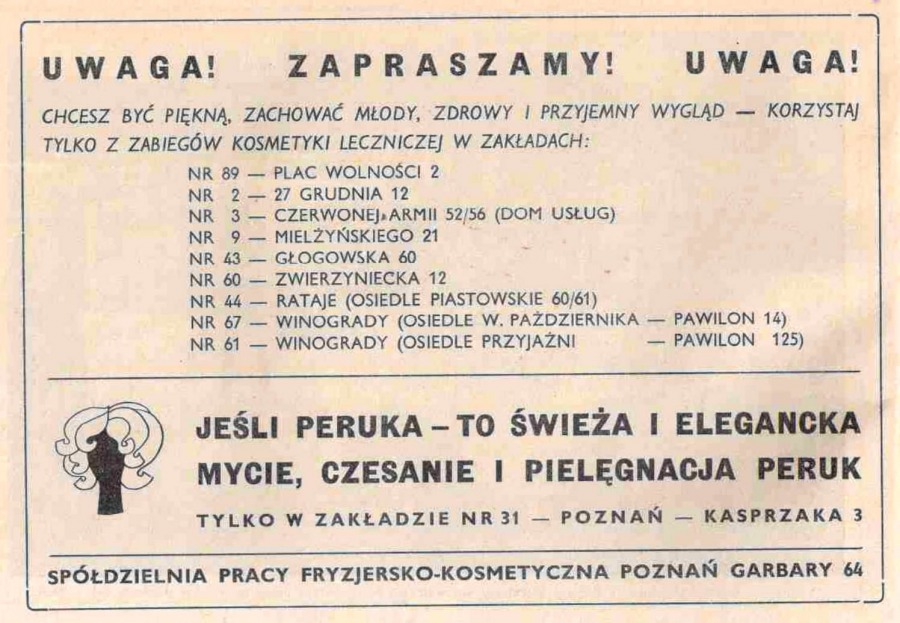 UWAGA! ZAPRASZAMY! UWAGA!
CHCESZ BYĆ PIĘKNĄ, ZACHOWAĆ MŁODY, ZDROWY I PRZYJEMNY WYGLĄD — KORZYSTAJ
TYLKO Z ZABIEGÓW KOSMETYKI LECZNICZEJ W ZAKŁADACH:
NR 89 — PLAC WOLNOŚCI 2
NR 2 — 27 GRUDNIA 12
NR 3 — CZERWONEJ ARMII 52/56 (DOM USŁUG)
NR 9 — MIELŻYŃSKIEGO 21
NR 43 — GŁOGOWSKA 60
NR 60 — ZWIERZYNIECKA 12
NR 44 — RATAJE (OSIEDLE PIASTOWSKIE 60/61)
NR 67 — WINOGRADY (OSIEDLE W. PAŹDZIERNIKA — PAWILON 14)
NR 61 — WINOGRADY (OSIEDLE PRZYJAŹNI — PAWILON 125)
JEŚLI PERUKA – TO ŚWIEŻA I ELEGANCKA
MYCIE, CZESANIE I PIELĘGNACJA PERUK
TYLKO W ZAKŁADZIE NR 31 — POZNAŃ — KASPRZAKA 3
SPÓŁDZIELNIA PRACY FRYZJERSKO-KOSMETYCZNA POZNAŃ GARBARY 64